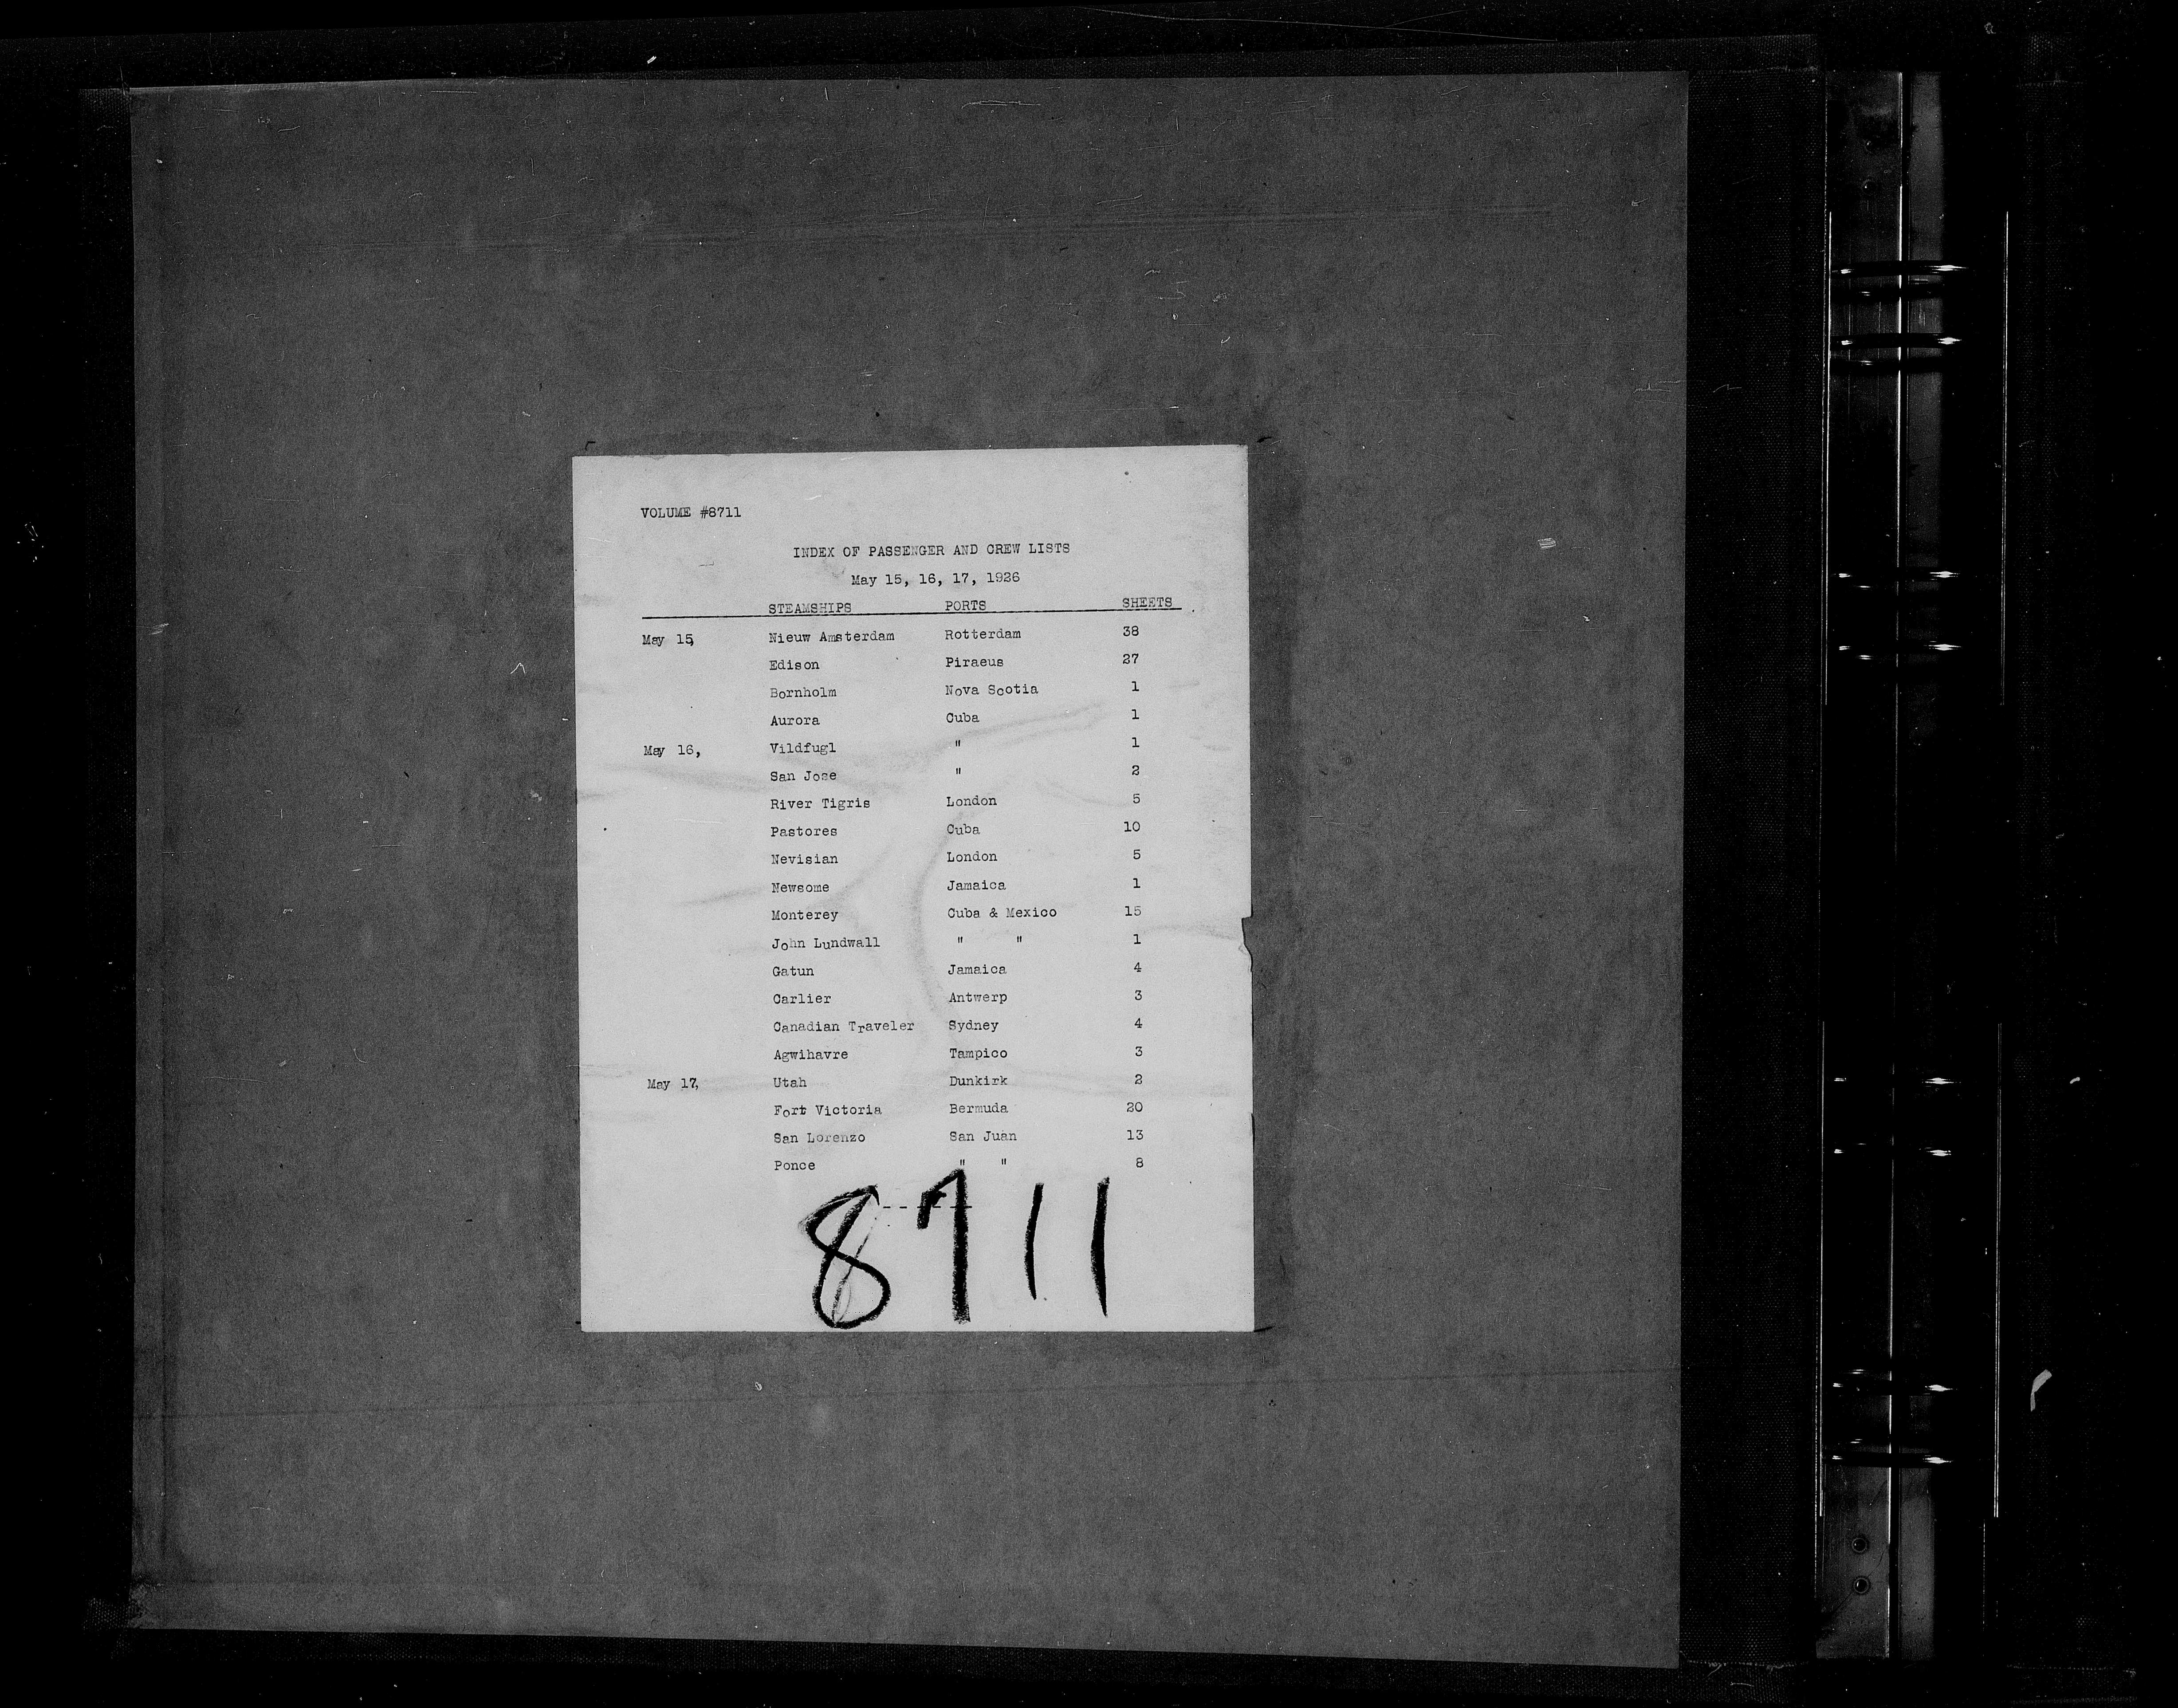 VOLUME #8711
INDEX OF PASSENGER AND CREW LISTS
May 15, 16, 17, 1926
STEAMSHIPS PORTS SHEETS
May 15, Nieuw Amsterdam Rotterdam 38
Edison Piraeus 27
Bornholm Nova Scotia 1
Aurora Cuba 1
May 16, Vildfugl " 1
San Jose " 2
River Tigris London 5
Pastores Cuba 10
Nevisian London 5
Newsome Jamaica 1
Monterey Cuba & Mexico 15
John Lundwall " " 1
Gatun Jamaica 4
Carlier Antwerp 3
Canadian Traveler Sydney 4
Agwihavre Tampico 3
May 17, Utah Dunkirk 2
Fort Victoria Bermuda 20
San Lorenzo San Juan 13
Ponce " " 8
8711